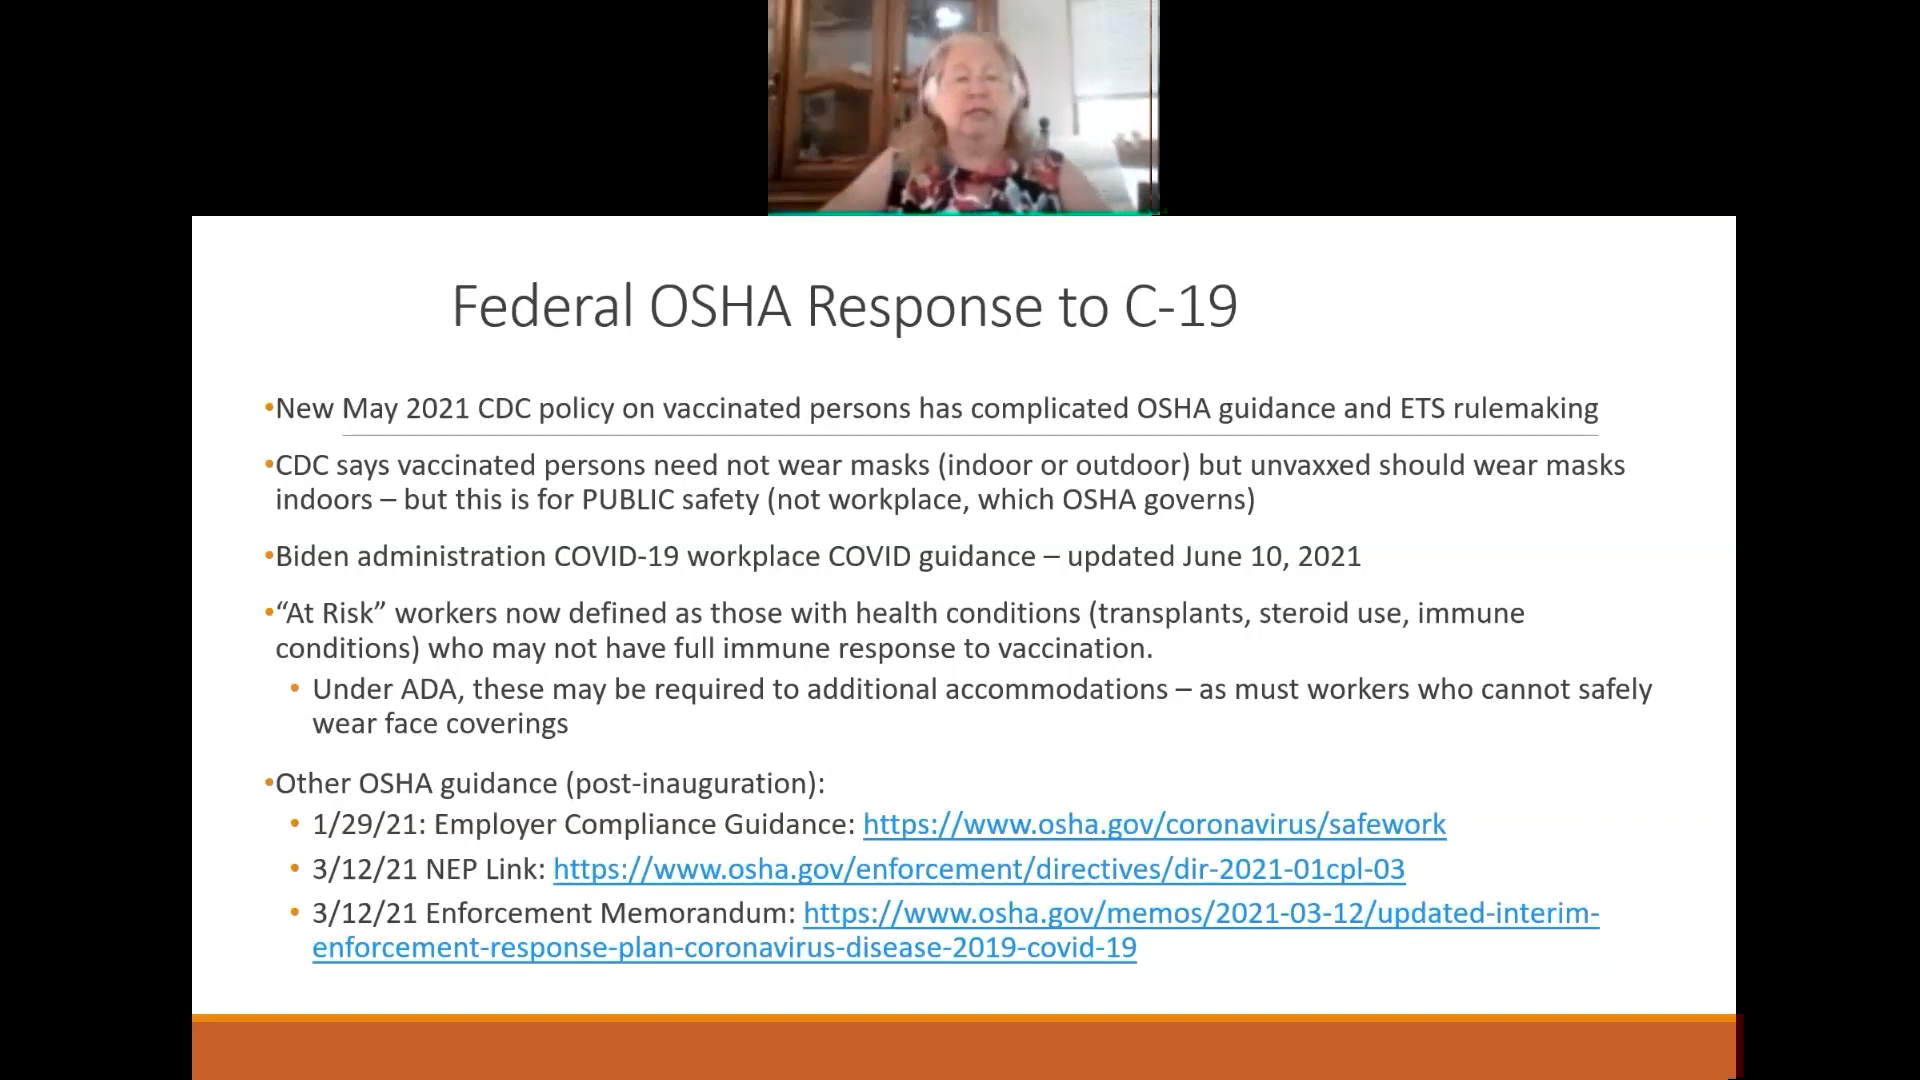 Federal OSHA Response to C-19
•New May 2021 CDC policy on vaccinated persons has complicated OSHA guidance and ETS rulemaking
•CDC says vaccinated persons need not wear masks (indoor or outdoor) but unvaxxed should wear masks
indoors – but this is for PUBLIC safety (not workplace, which OSHA governs)
•Biden administration COVID-19 workplace COVID guidance – updated June 10, 2021
•“At Risk” workers now defined as those with health conditions (transplants, steroid use, immune
conditions) who may not have full immune response to vaccination.
• Under ADA, these may be required to additional accommodations – as must workers who cannot safely
wear face coverings
•Other OSHA guidance (post-inauguration):
• 1/29/21: Employer Compliance Guidance: https://www.osha.gov/coronavirus/safework
• 3/12/21 NEP Link: https://www.osha.gov/enforcement/directives/dir-2021-01cpl-03
• 3/12/21 Enforcement Memorandum: https://www.osha.gov/memos/2021-03-12/updated-interim-
enforcement-response-plan-coronavirus-disease-2019-covid-19